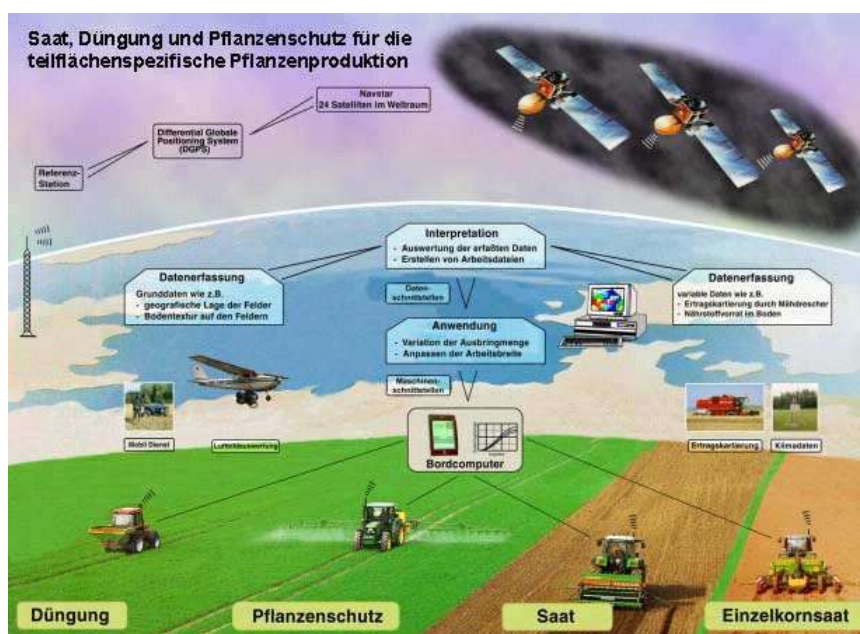 Saat, Düngung und Pflanzenschutz für die
teilflächenspezifische Pflanzenproduktion
Navstar
24 Satelliten im Weltraum
Differential Globale
Positioning System
(DGPS)
Referenz-
Station
Interpretation
- Auswertung der erfaßten Daten
- Erstellen von Arbeitsdateien
Datenerfassung
Grunddaten wie z.B.
- geografische Lage der Felder
- Bodentextur auf den Feldern
Daten-
schnittstellen
Datenerfassung
variable Daten wie z.B.
- Ertragskartierung durch Mähdrescher
- Nährstoffvorrat im Boden
Anwendung
- Variation der Ausbringmenge
- Anpassen der Arbeitsbreite
Maschinen-
schnittstellen
Mobil Dienst
Luftbildauswertung
Ertragskartierung
Klimadaten
Bordcomputer
Düngung
Pflanzenschutz
Saat
Einzelkornsaat